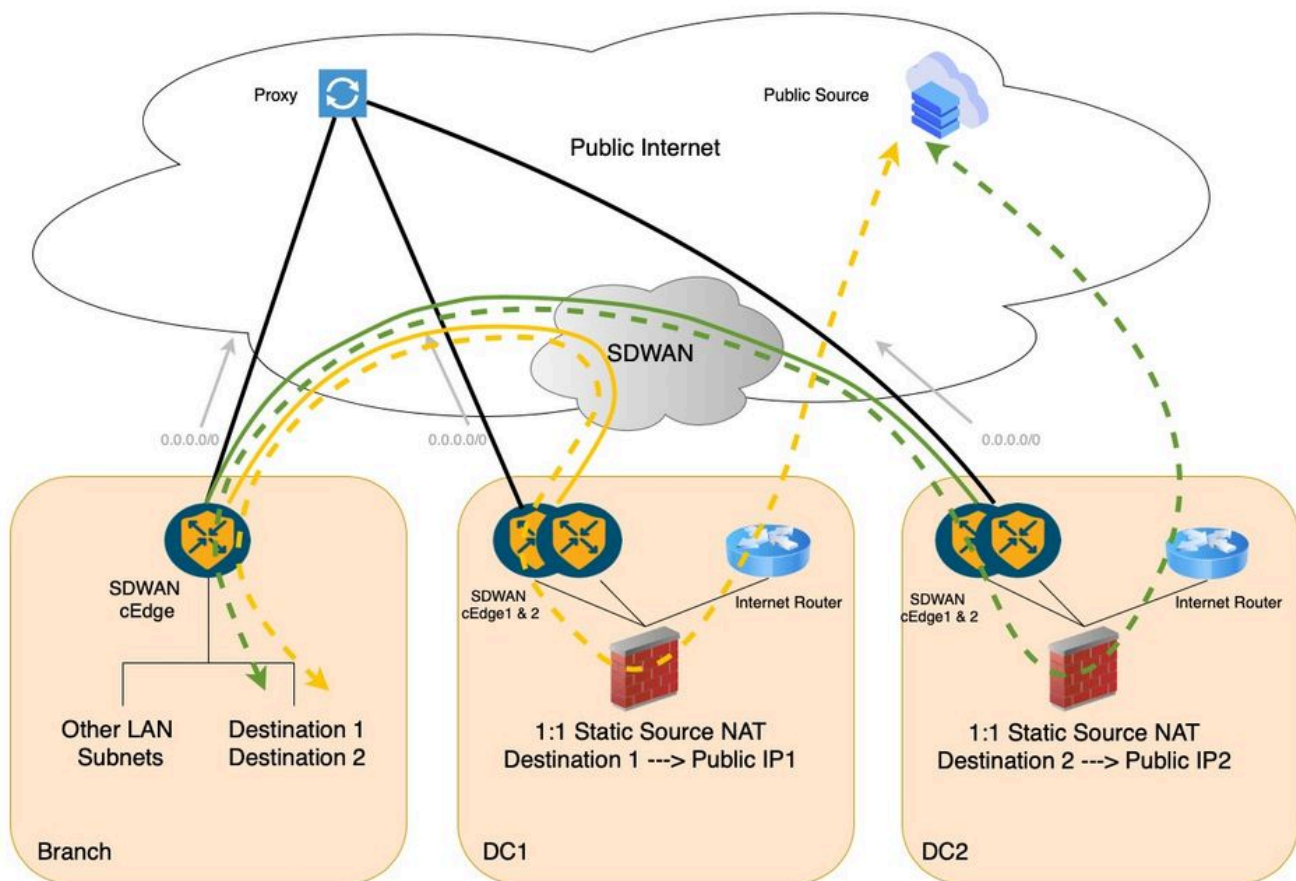 Proxy
Public Source
Public Internet
SDWAN
0.0.0.0/0
0.0.0.0/0
0.0.0.0/0
SDWAN
cEdge
SDWAN
cEdge1 & 2
Internet Router
SDWAN
cEdge1 & 2
Internet Router
Other LAN
Subnets
Destination 1
Destination 2
1:1 Static Source NAT
Destination 1 ---> Public IP1
1:1 Static Source NAT
Destination 2 ---> Public IP2
Branch
DC1
DC2